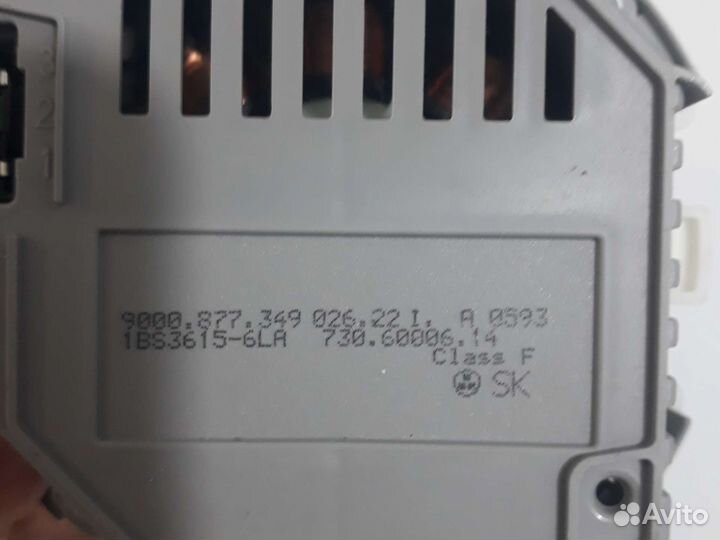 3
2
1
9000.877.349 026.22 I. A 0593
1BS3615-6LA 730.60006.14
Class F
SK
Avito